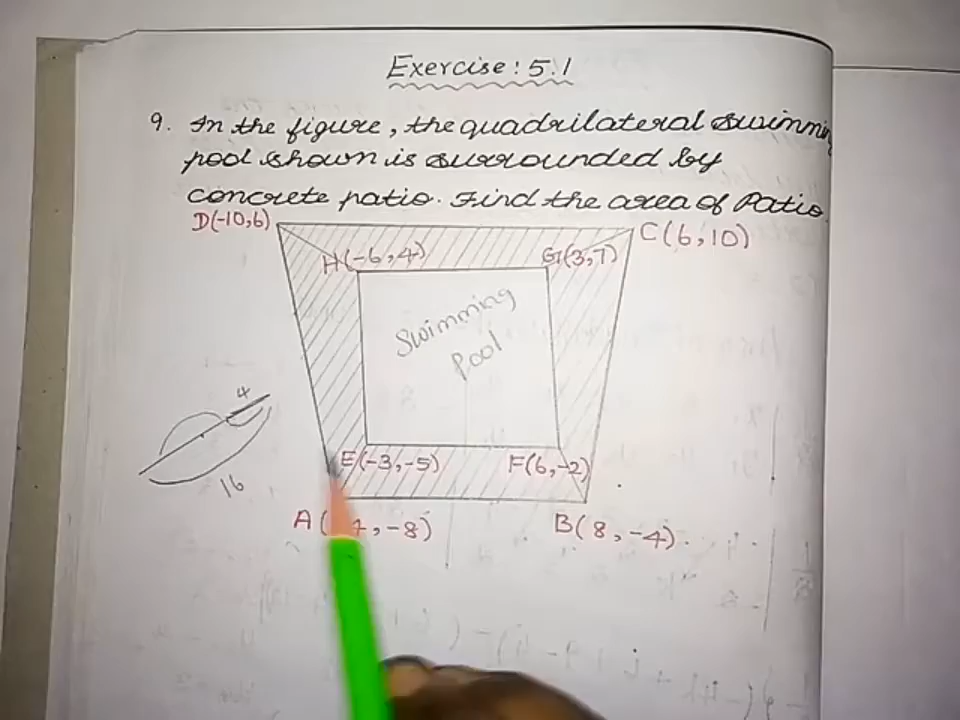 Exercise: 5.1
9. In the figure, the quadrilateral swimming
pool shown is surrounded by
concrete patio. Find the area of Patio.
D(-10,6)
C(6,10)
H(-6,4)
G(3,7)
Swimming
Pool
4
16
E(-3,-5)
F(6,-2)
A( 4,-8)
B(8,-4).